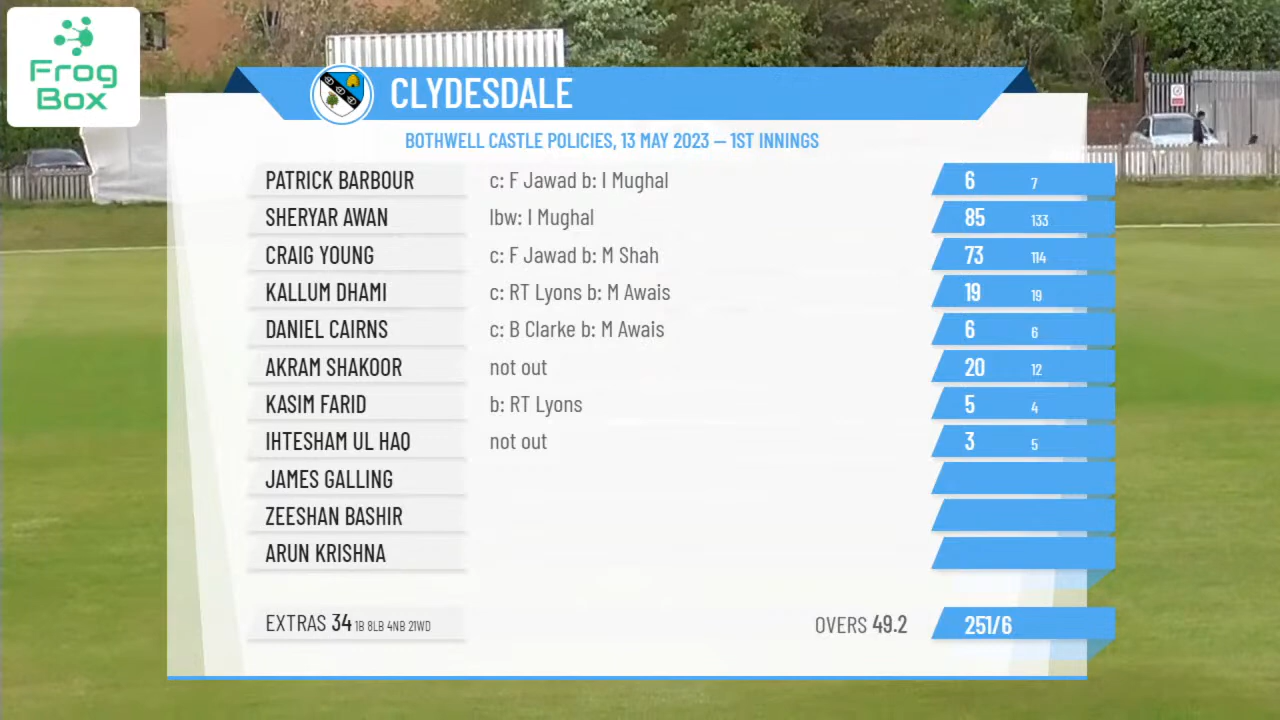 Frog
Box
CLYDESDALE
BOTHWELL CASTLE POLICIES, 13 MAY 2023 – 1ST INNINGS
PATRICK BARBOUR c: F Jawad b: I Mughal 6 7
SHERYAR AWAN lbw: I Mughal 85 133
CRAIG YOUNG c: F Jawad b: M Shah 73 114
KALLUM DHAMI c: RT Lyons b: M Awais 19 19
DANIEL CAIRNS c: B Clarke b: M Awais 6 6
AKRAM SHAKOOR not out 20 12
KASIM FARID b: RT Lyons 5 4
IHTESHAM UL HAQ not out 3 5
JAMES GALLING
ZEESHAN BASHIR
ARUN KRISHNA
EXTRAS 34 1B 8LB 4NB 21WD OVERS 49.2 251/6